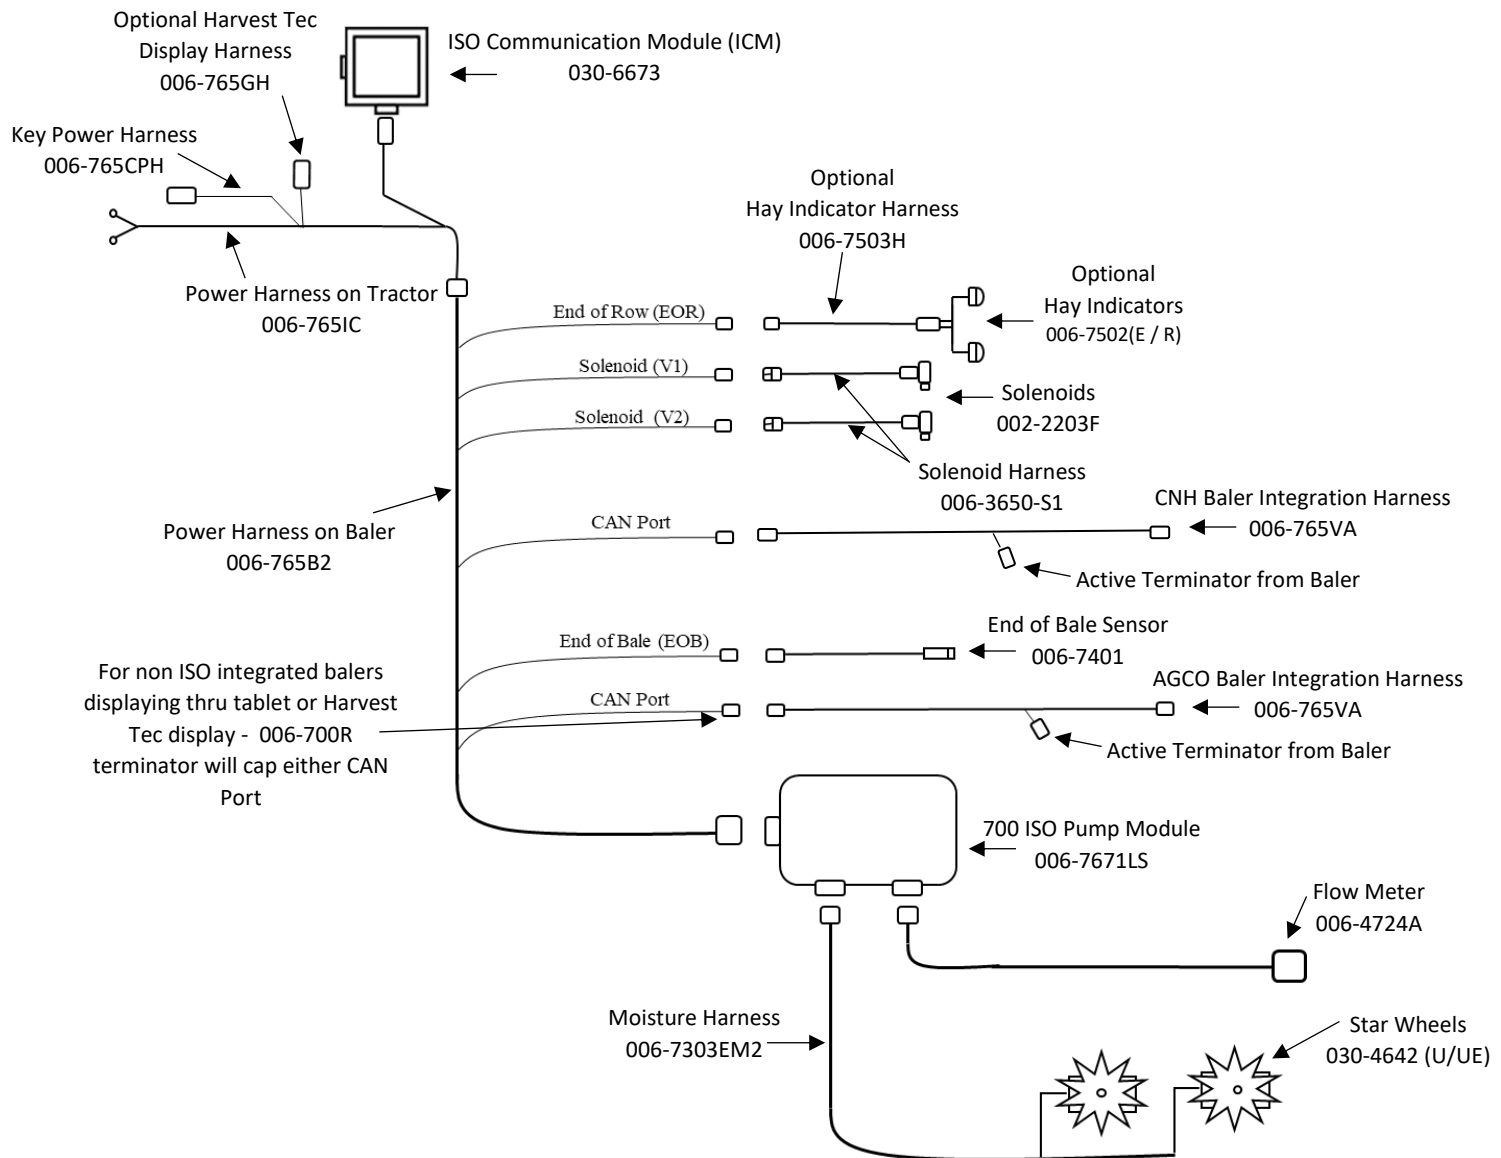 Optional Harvest Tec
Display Harness
006-765GH
ISO Communication Module (ICM)
030-6673
Key Power Harness
006-765CPH
Optional
Hay Indicator Harness
006-7503H
Power Harness on Tractor
006-765IC
Optional
Hay Indicators
006-7502(E / R)
End of Row (EOR)
Solenoid (V1)
Solenoids
002-2203F
Solenoid (V2)
Solenoid Harness
006-3650-S1
CNH Baler Integration Harness
006-765VA
Power Harness on Baler
006-765B2
CAN Port
Active Terminator from Baler
End of Bale (EOB)
End of Bale Sensor
006-7401
For non ISO integrated balers
displaying thru tablet or Harvest
Tec display - 006-700R
terminator will cap either CAN
Port
CAN Port
AGCO Baler Integration Harness
006-765VA
Active Terminator from Baler
700 ISO Pump Module
006-7671LS
Flow Meter
006-4724A
Moisture Harness
006-7303EM2
Star Wheels
030-4642 (U/UE)